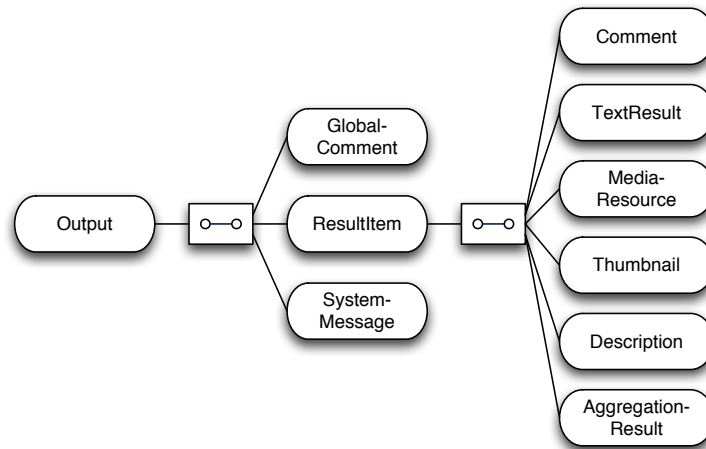 Output
Global-
Comment
ResultItem
System-
Message
Comment
TextResult
Media-
Resource
Thumbnail
Description
Aggregation-
Result